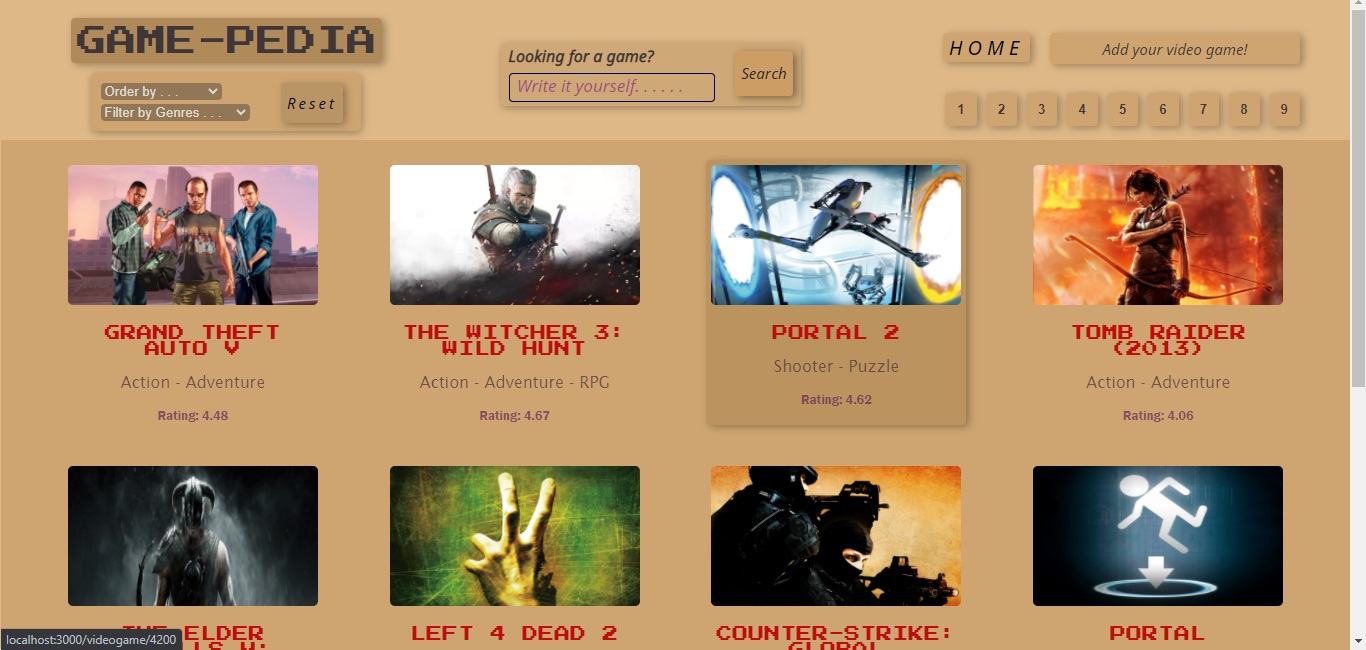 GAME-PEDIA
Order by . . .
Filter by Genres . . .
Reset
Looking for a game?
Write it yourself. . . . . .
Search
HOME
Add your video game!
1 2 3 4 5 6 7 8 9
GRAND THEFT
AUTO V
Action - Adventure
Rating: 4.48
THE WITCHER 3:
WILD HUNT
Action - Adventure - RPG
Rating: 4.67
PORTAL 2
Shooter - Puzzle
Rating: 4.62
TOMB RAIDER
(2013)
Action - Adventure
Rating: 4.06
THE ELDER
LEFT 4 DEAD 2
COUNTER-STRIKE:
GLOBAL
PORTAL
localhost:3000/videogame/4200